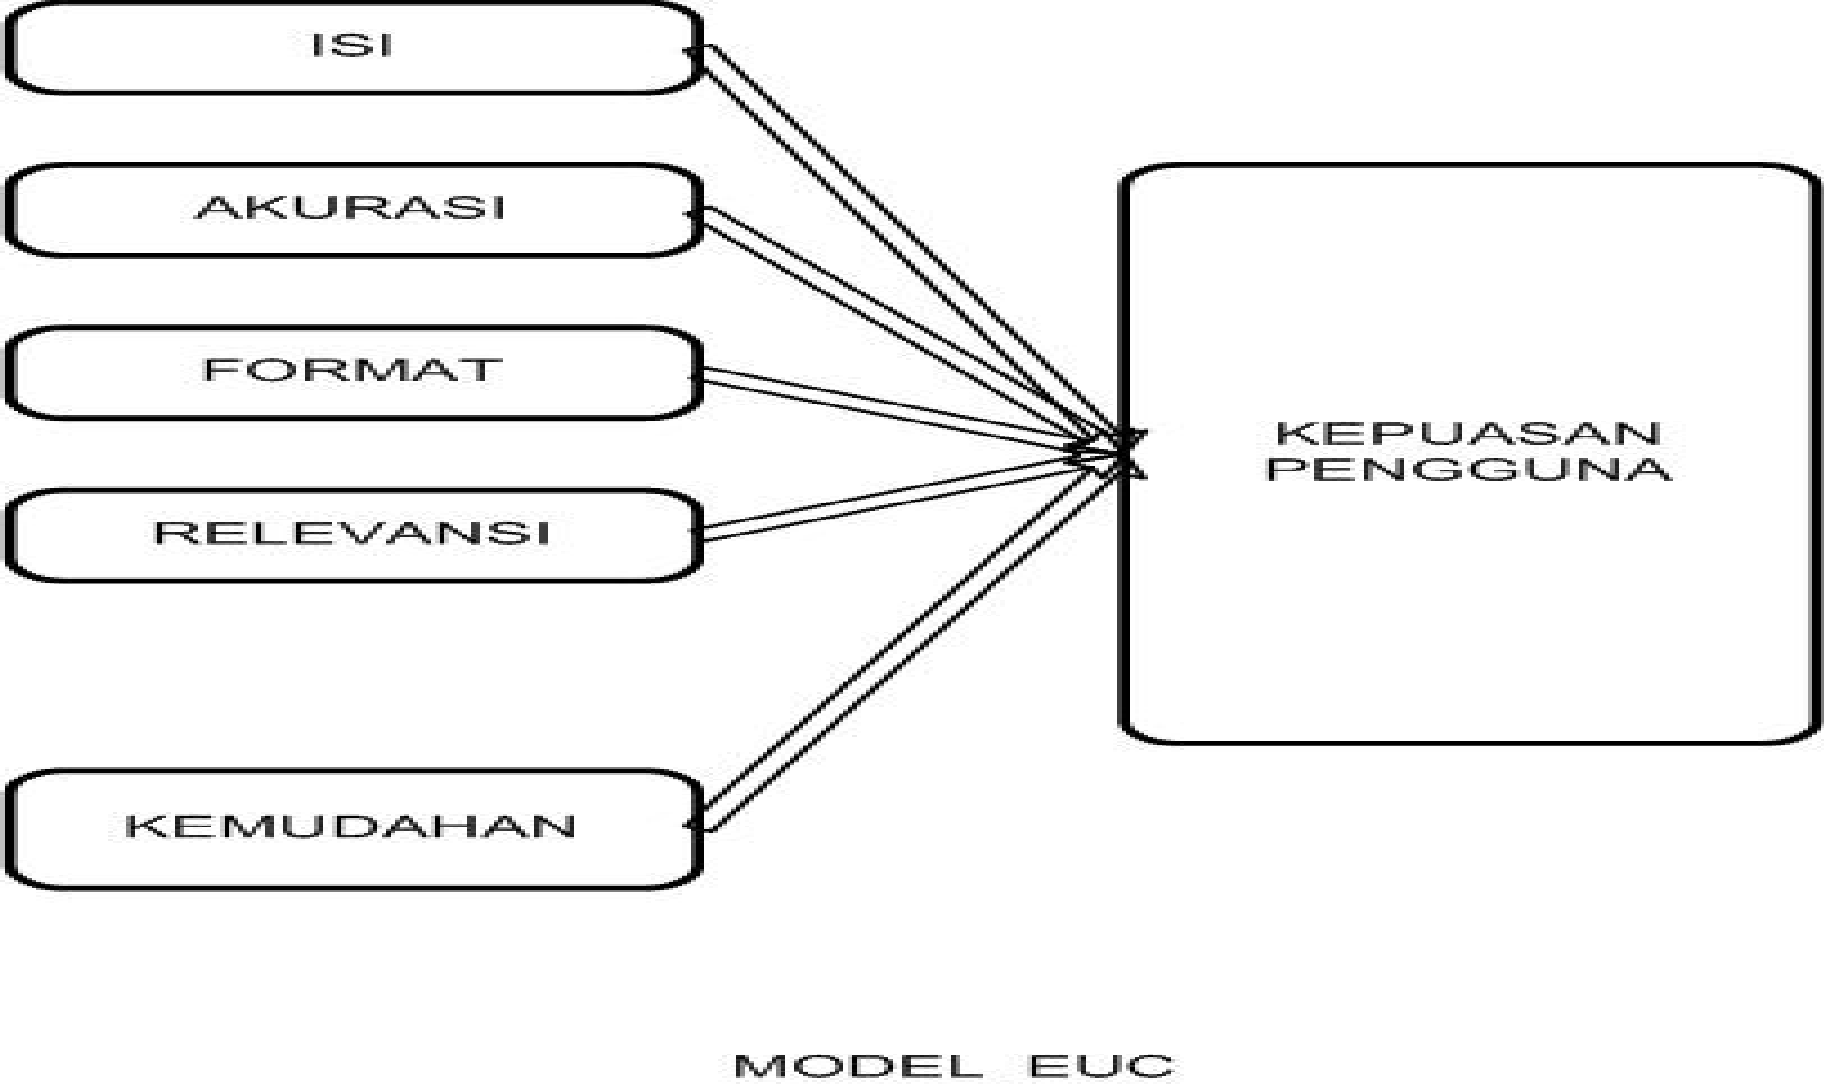 ISI
AKURASI
FORMAT
RELEVANSI
KEMUDAHAN
KEPUASAN
PENGGUNA
MODEL EUC